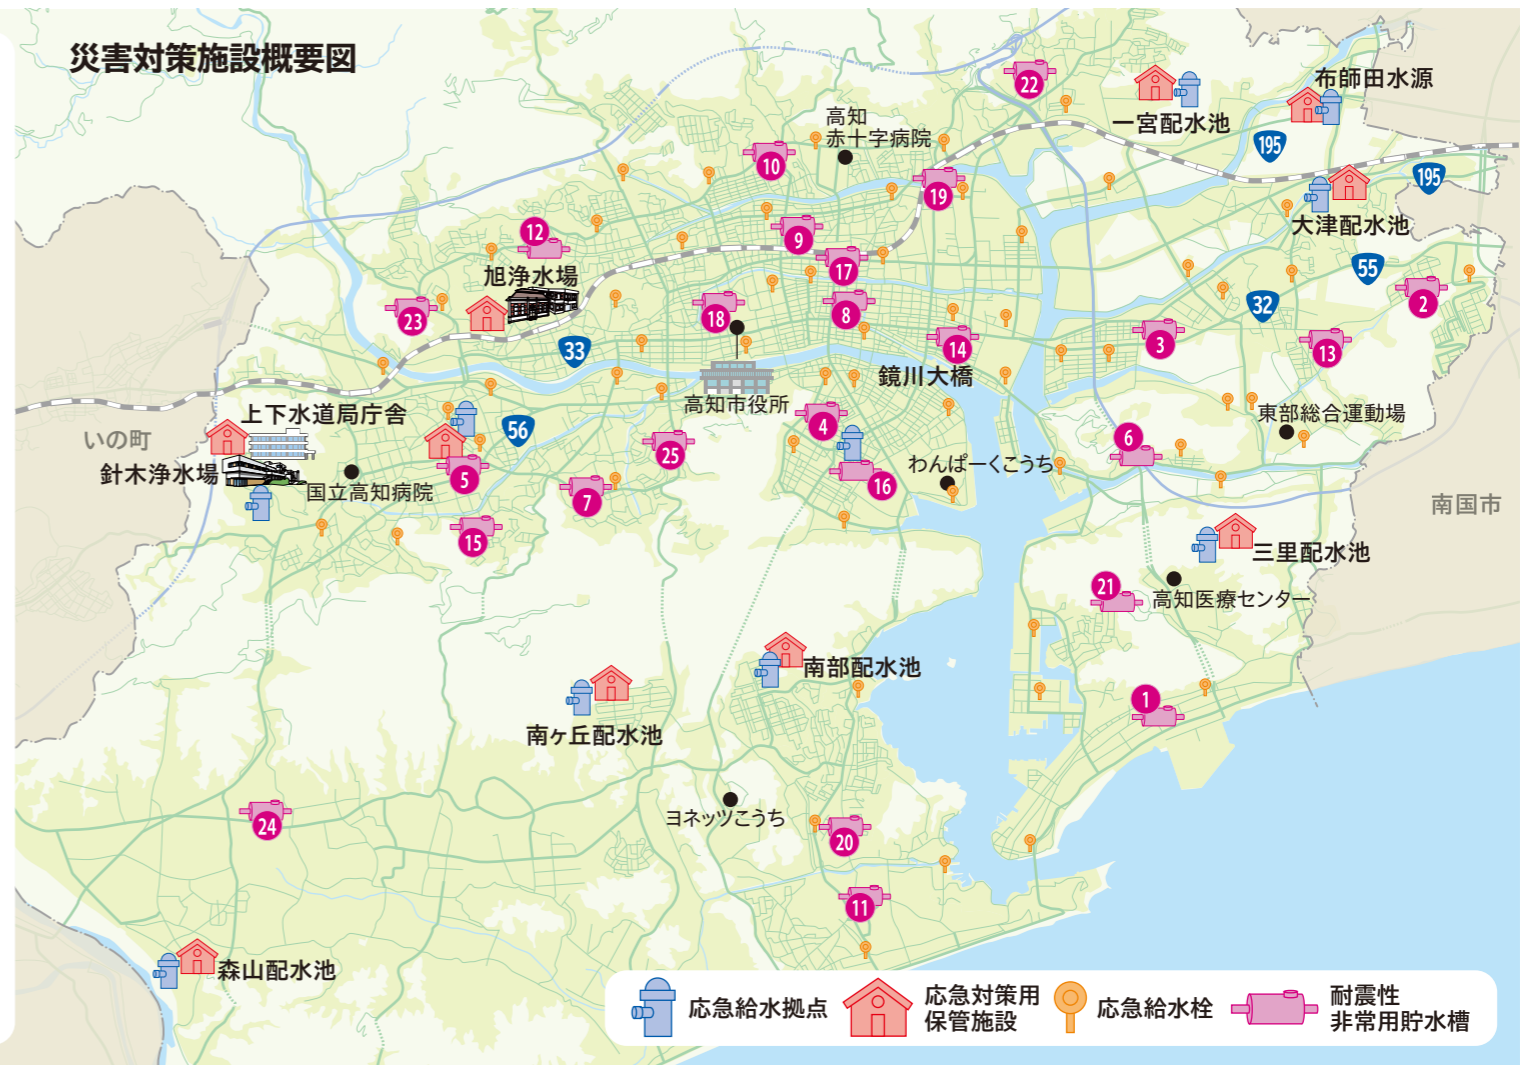 災害対策施設概要図
22
布師田水源
一宮配水池
高知
赤十字病院
195
10
195
19
大津配水池
12
9
旭浄水場
17
55
2
23
18
8
32
3
13
14
33
鏡川大橋
高知市役所
上下水道局庁舎
4
東部総合運動場
いの町
56
6
25
針木浄水場
わんぱーくこうち
5
16
国立高知病院
7
南国市
15
三里配水池
21
高知医療センター
南部配水池
1
南ヶ丘配水池
ヨネッツこうち
24
20
11
森山配水池
応急給水拠点
応急対策用
保管施設
応急給水栓
耐震性
非常用貯水槽